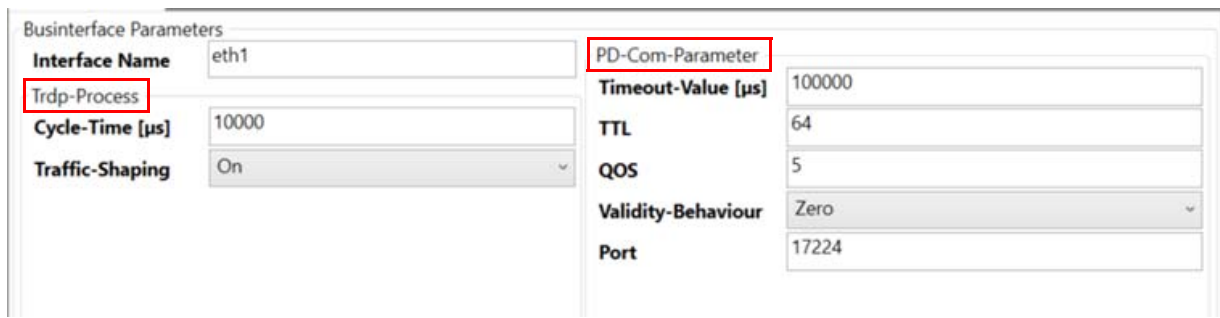 Businterface Parameters
Interface Name eth1
Trdp-Process
Cycle-Time [µs] 10000
Traffic-Shaping On
PD-Com-Parameter
Timeout-Value [µs] 100000
TTL 64
QOS 5
Validity-Behaviour Zero
Port 17224